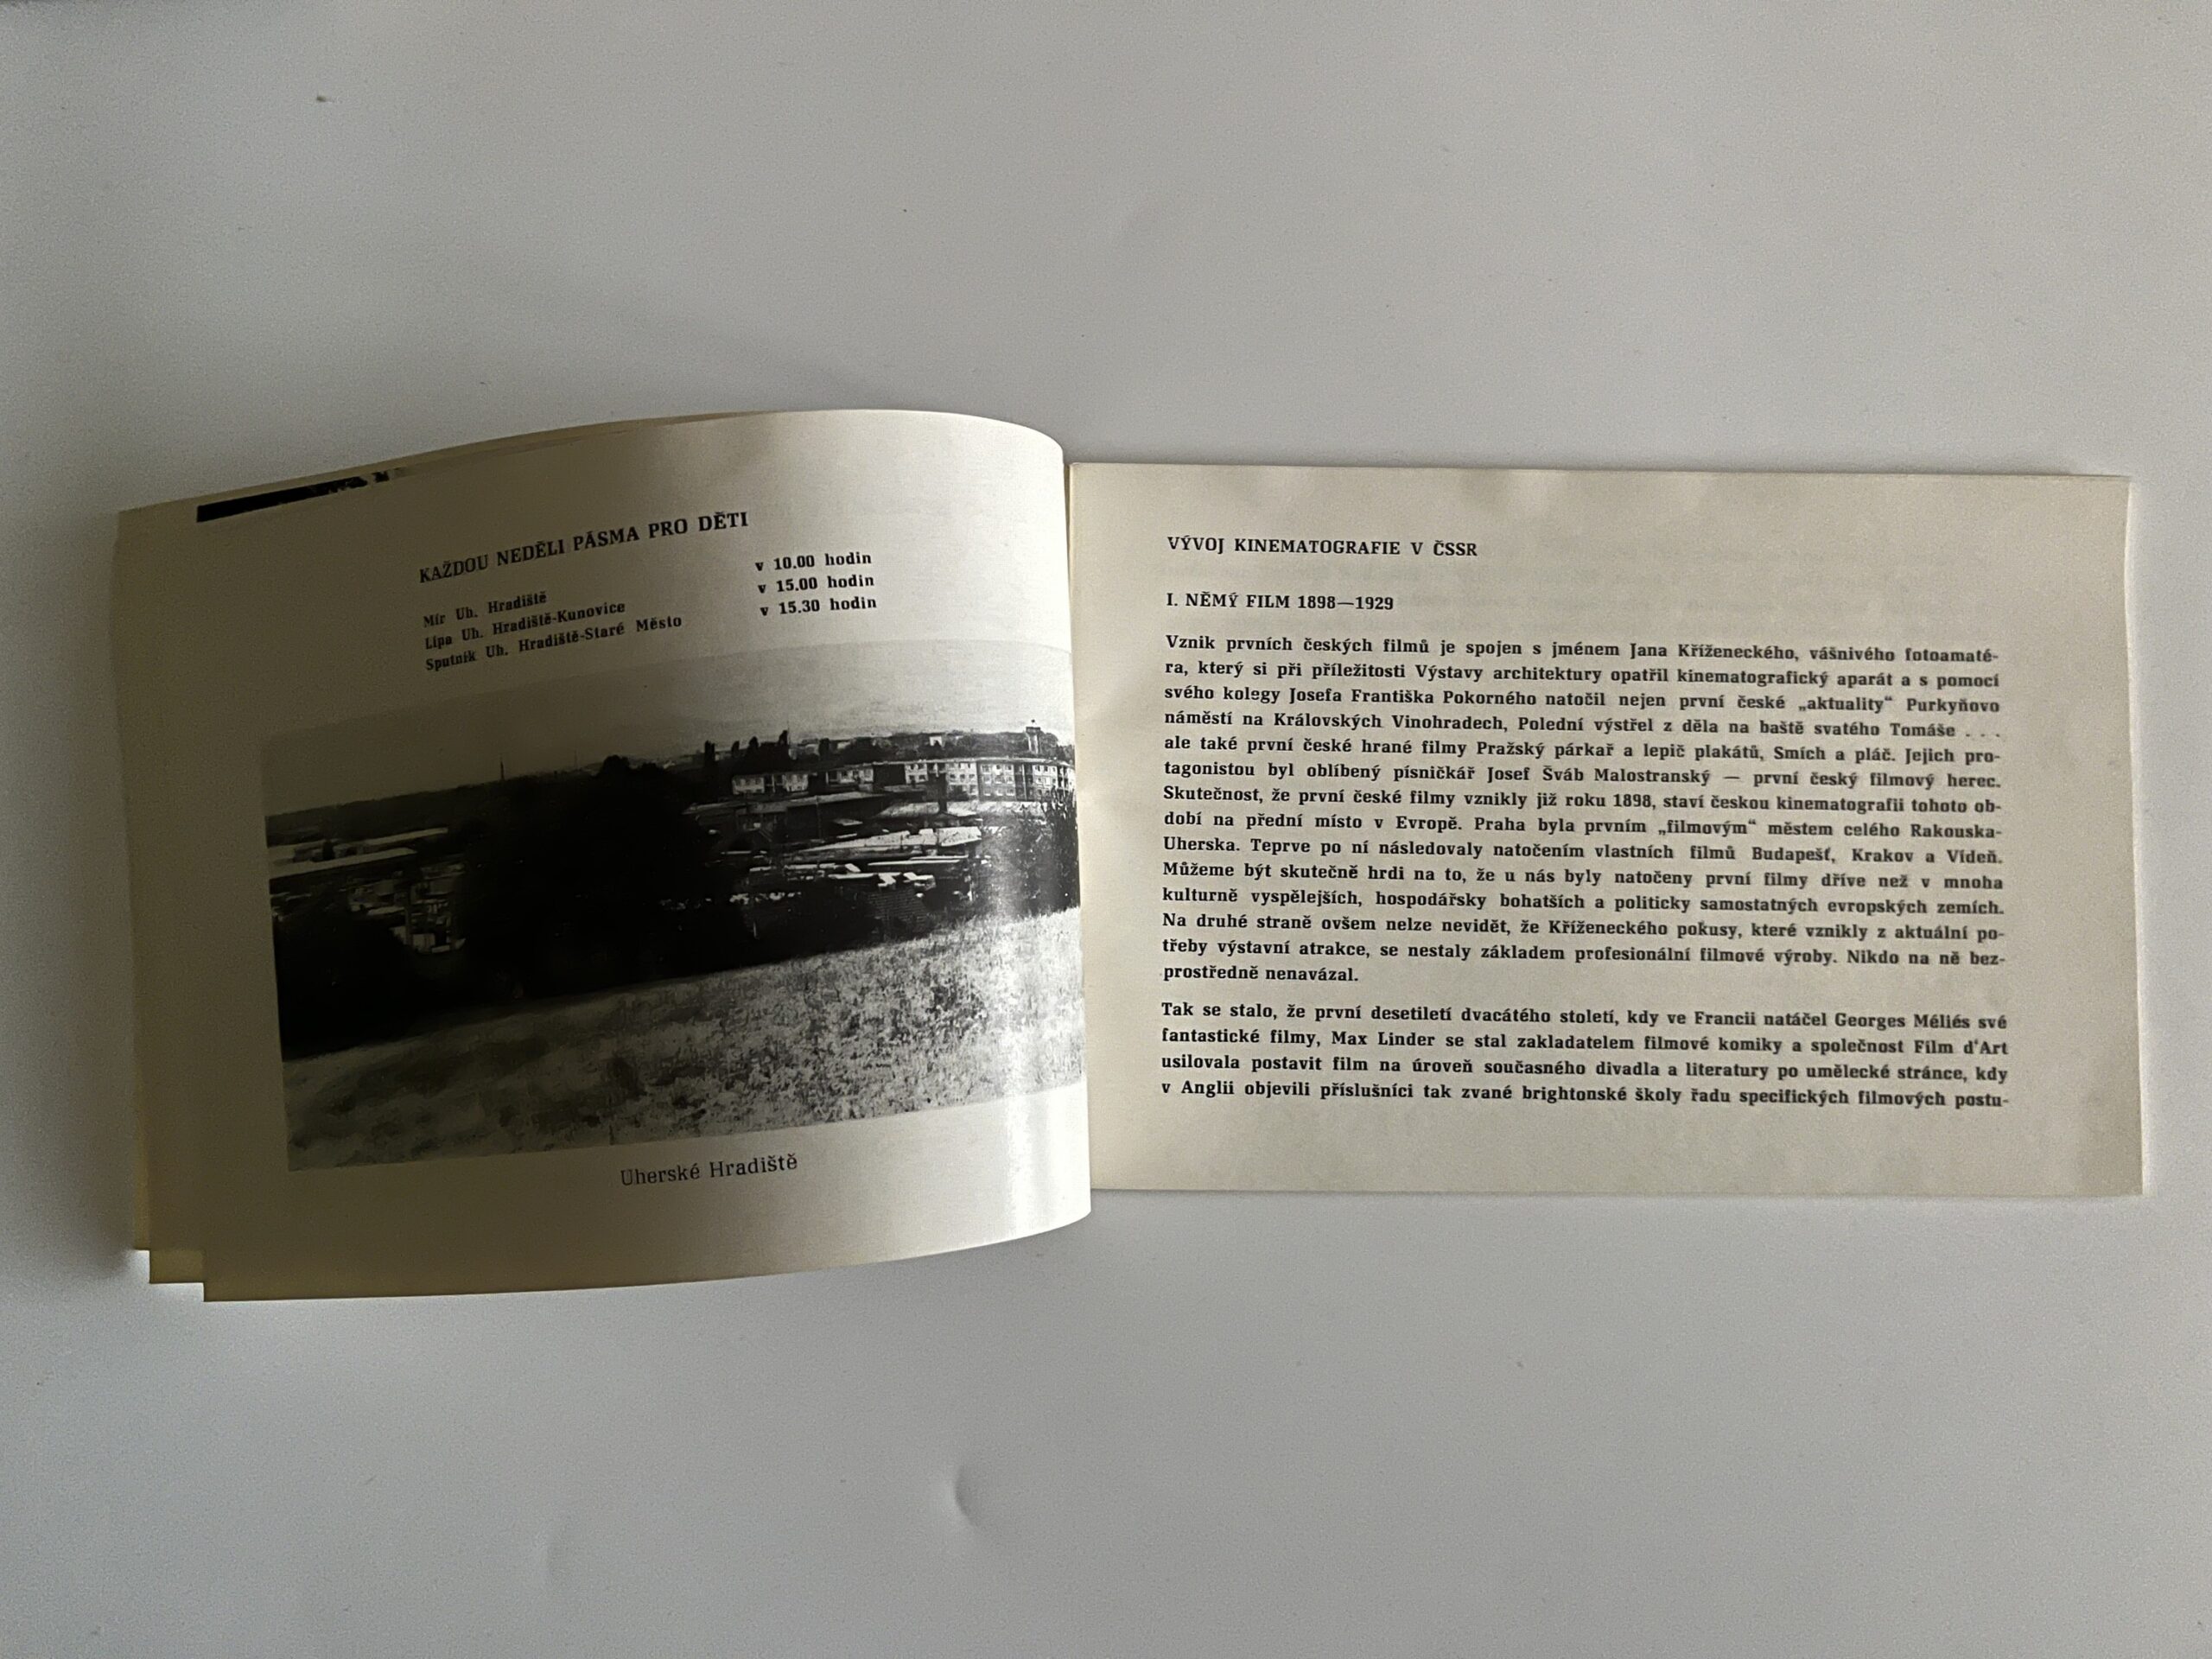 KAŽDOU NEDĚLI PÁSMA PRO DĚTI
Mír Uh. Hradiště v 10.00 hodin
Lípa Uh. Hradiště-Kunovice v 15.00 hodin
Sputnik Uh. Hradiště-Staré Město v 15.30 hodin
Uherské Hradiště
VÝVOJ KINEMATOGRAFIE V ČSSR
I. NĚMÝ FILM 1898—1929
Vznik prvních českých filmů je spojen s jménem Jana Kříženeckého, vášnivého fotoamaté-
ra, který si při příležitosti Výstavy architektury opatřil kinematografický aparát a s pomocí
svého kolegy Josefa Františka Pokorného natočil nejen první české „aktuality“ Purkyňovo
náměstí na Královských Vinohradech, Polední výstřel z děla na baště svatého Tomáše . . .
ale také první české hrané filmy Pražský párkař a lepič plakátů, Smích a pláč. Jejich pro-
tagonistou byl oblíbený písničkář Josef Šváb Malostranský — první český filmový herec.
Skutečnost, že první české filmy vznikly již roku 1898, staví českou kinematografii tohoto ob-
dobí na přední místo v Evropě. Praha byla prvním „filmovým“ městem celého Rakouska-
Uherska. Teprve po ní následovaly natočením vlastních filmů Budapešť, Krakov a Vídeň.
Můžeme být skutečně hrdi na to, že u nás byly natočeny první filmy dříve než v mnoha
kulturně vyspělejších, hospodářsky bohatších a politicky samostatných evropských zemích.
Na druhé straně ovšem nelze nevidět, že Kříženeckého pokusy, které vznikly z aktuální po-
třeby výstavní atrakce, se nestaly základem profesionální filmové výroby. Nikdo na ně bez-
prostředně nenavázal.
Tak se stalo, že první desetiletí dvacátého století, kdy ve Francii natáčel Georges Méliés své
fantastické filmy, Max Linder se stal zakladatelem filmové komiky a společnost Film d'Art
usilovala postavit film na úroveň současného divadla a literatury po umělecké stránce, kdy
v Anglii objevili příslušníci tak zvané brightonské školy řadu specifických filmových postu-